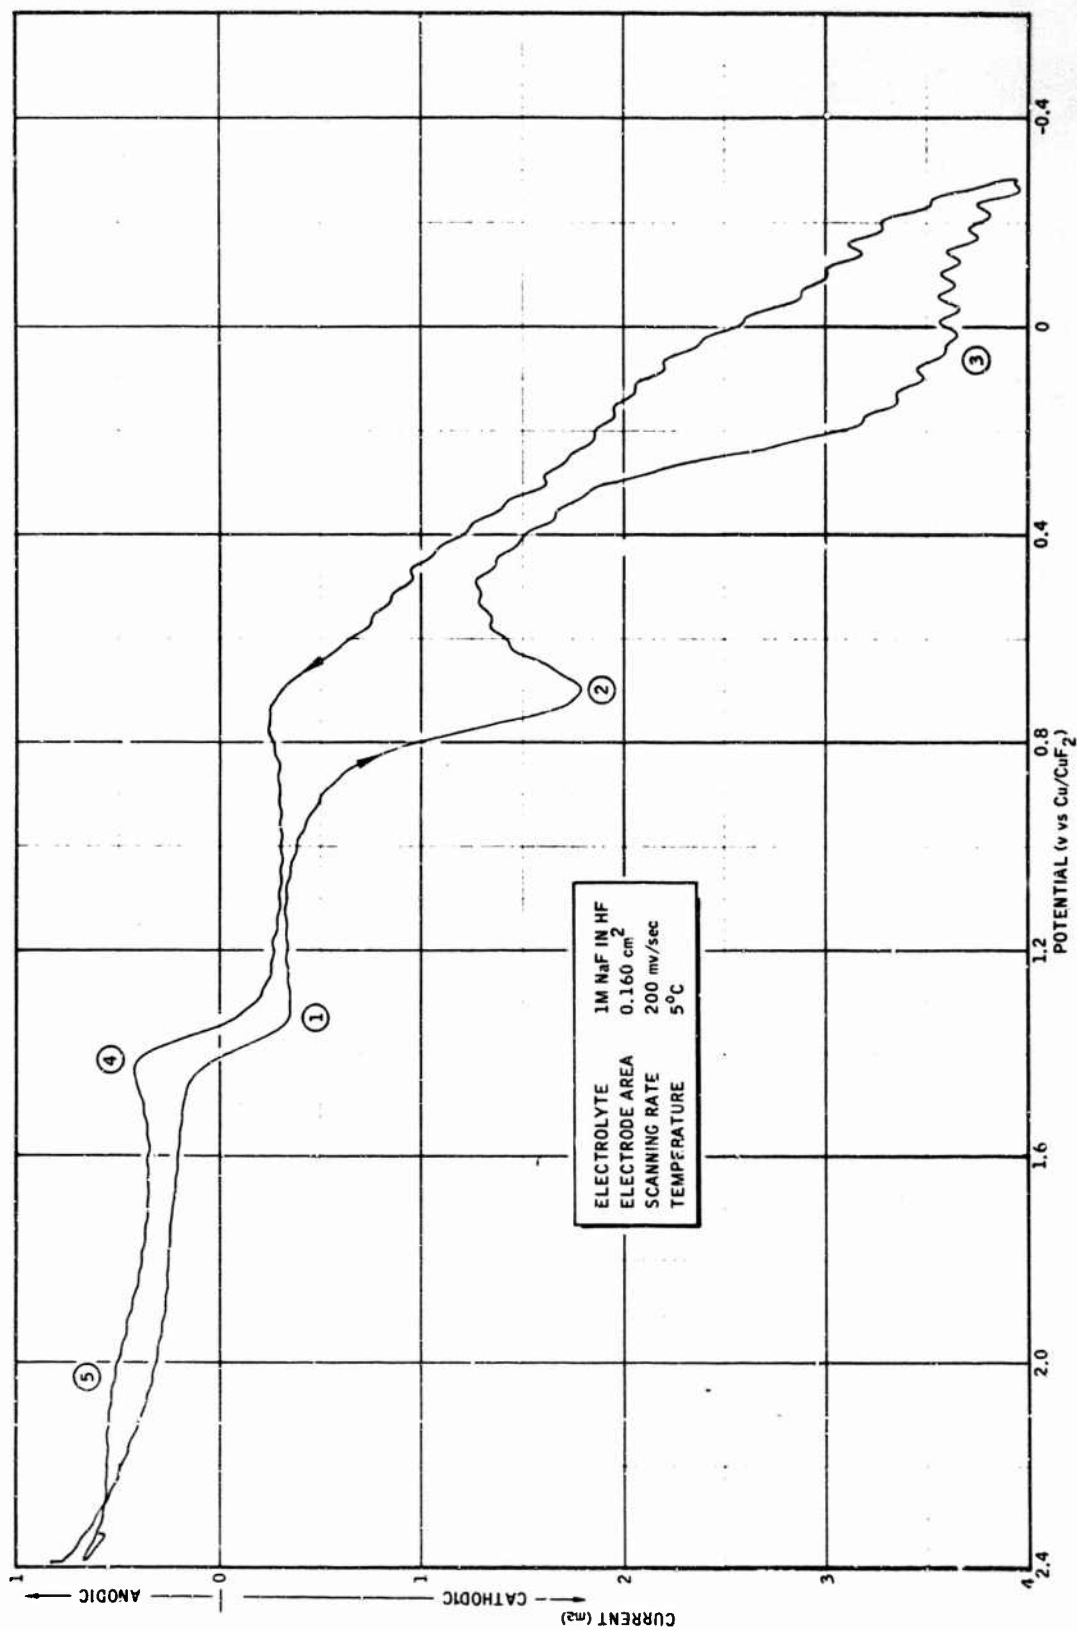 1
0
1
2
3
4
ANODIC
CATHODIC
CURRENT (ma)
2.4
2.0
1.6
1.2
0.8
0.4
0
-0.4
POTENTIAL (v vs Cu/CuF2)
5
4
1
2
3
ELECTROLYTE 1M NaF IN HF
ELECTRODE AREA 0.160 cm2
SCANNING RATE 200 mv/sec
TEMPERATURE 5°C